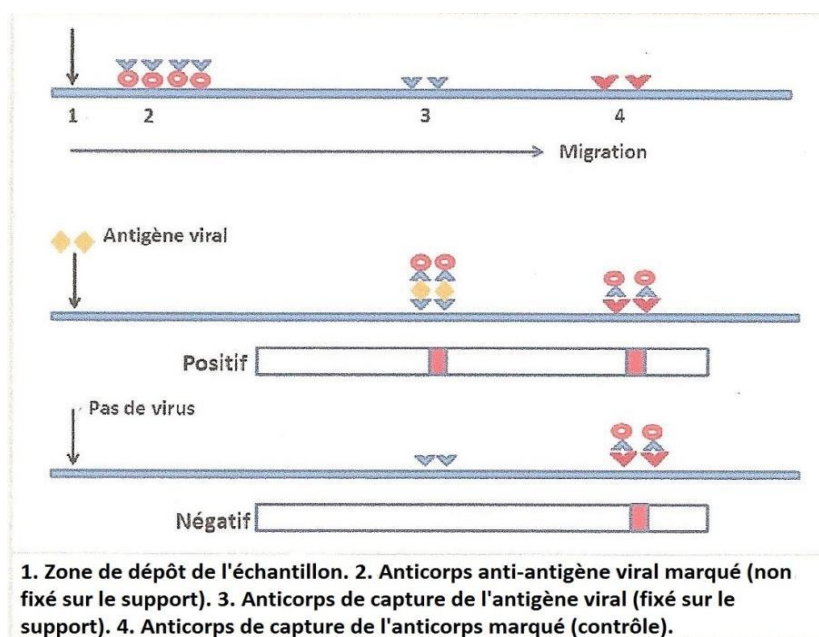 1 2 3 4
Migration
Antigène viral
Positif
Pas de virus
Négatif
1. Zone de dépôt de l'échantillon. 2. Anticorps anti-antigène viral marqué (non
fixé sur le support). 3. Anticorps de capture de l'antigène viral (fixé sur le
support). 4. Anticorps de capture de l'anticorps marqué (contrôle).